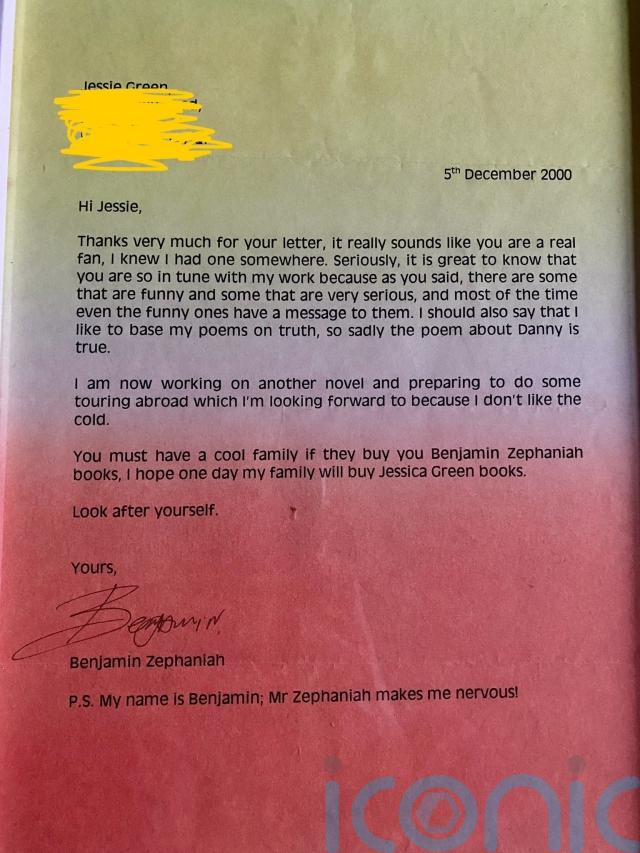 Jessie Green
5th December 2000
Hi Jessie,
Thanks very much for your letter, it really sounds like you are a real
fan, I knew I had one somewhere. Seriously, it is great to know that
you are so in tune with my work because as you said, there are some
that are funny and some that are very serious, and most of the time
even the funny ones have a message to them. I should also say that I
like to base my poems on truth, so sadly the poem about Danny is
true.
I am now working on another novel and preparing to do some
touring abroad which I'm looking forward to because I don't like the
cold.
You must have a cool family if they buy you Benjamin Zephaniah
books, I hope one day my family will buy Jessica Green books.
Look after yourself.
Yours,
Benjamin
Benjamin Zephaniah
P.S. My name is Benjamin; Mr Zephaniah makes me nervous!
iconic